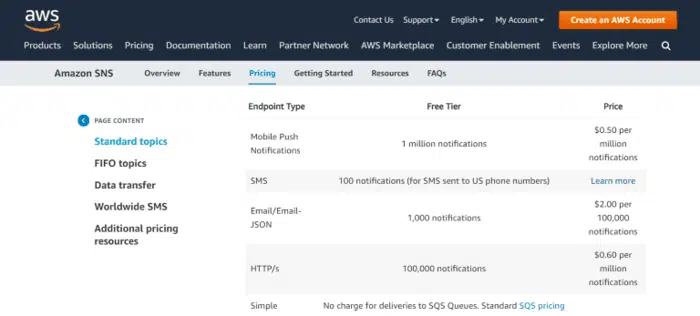 aws
Contact Us Support English My Account Create an AWS Account
Products Solutions Pricing Documentation Learn Partner Network AWS Marketplace Customer Enablement Events Explore More
Amazon SNS Overview Features Pricing Getting Started Resources FAQs
PAGE CONTENT
Standard topics
FIFO topics
Data transfer
Worldwide SMS
Additional pricing
resources
Endpoint Type Free Tier Price
Mobile Push
Notifications
1 million notifications
$0.50 per
million
notifications
SMS 100 notifications (for SMS sent to US phone numbers) Learn more
Email/Email-
JSON
1,000 notifications
$2.00 per
100,000
notifications
HTTP/s
100,000 notifications
$0.60 per
million
notifications
Simple No charge for deliveries to SQS Queues. Standard SQS pricing